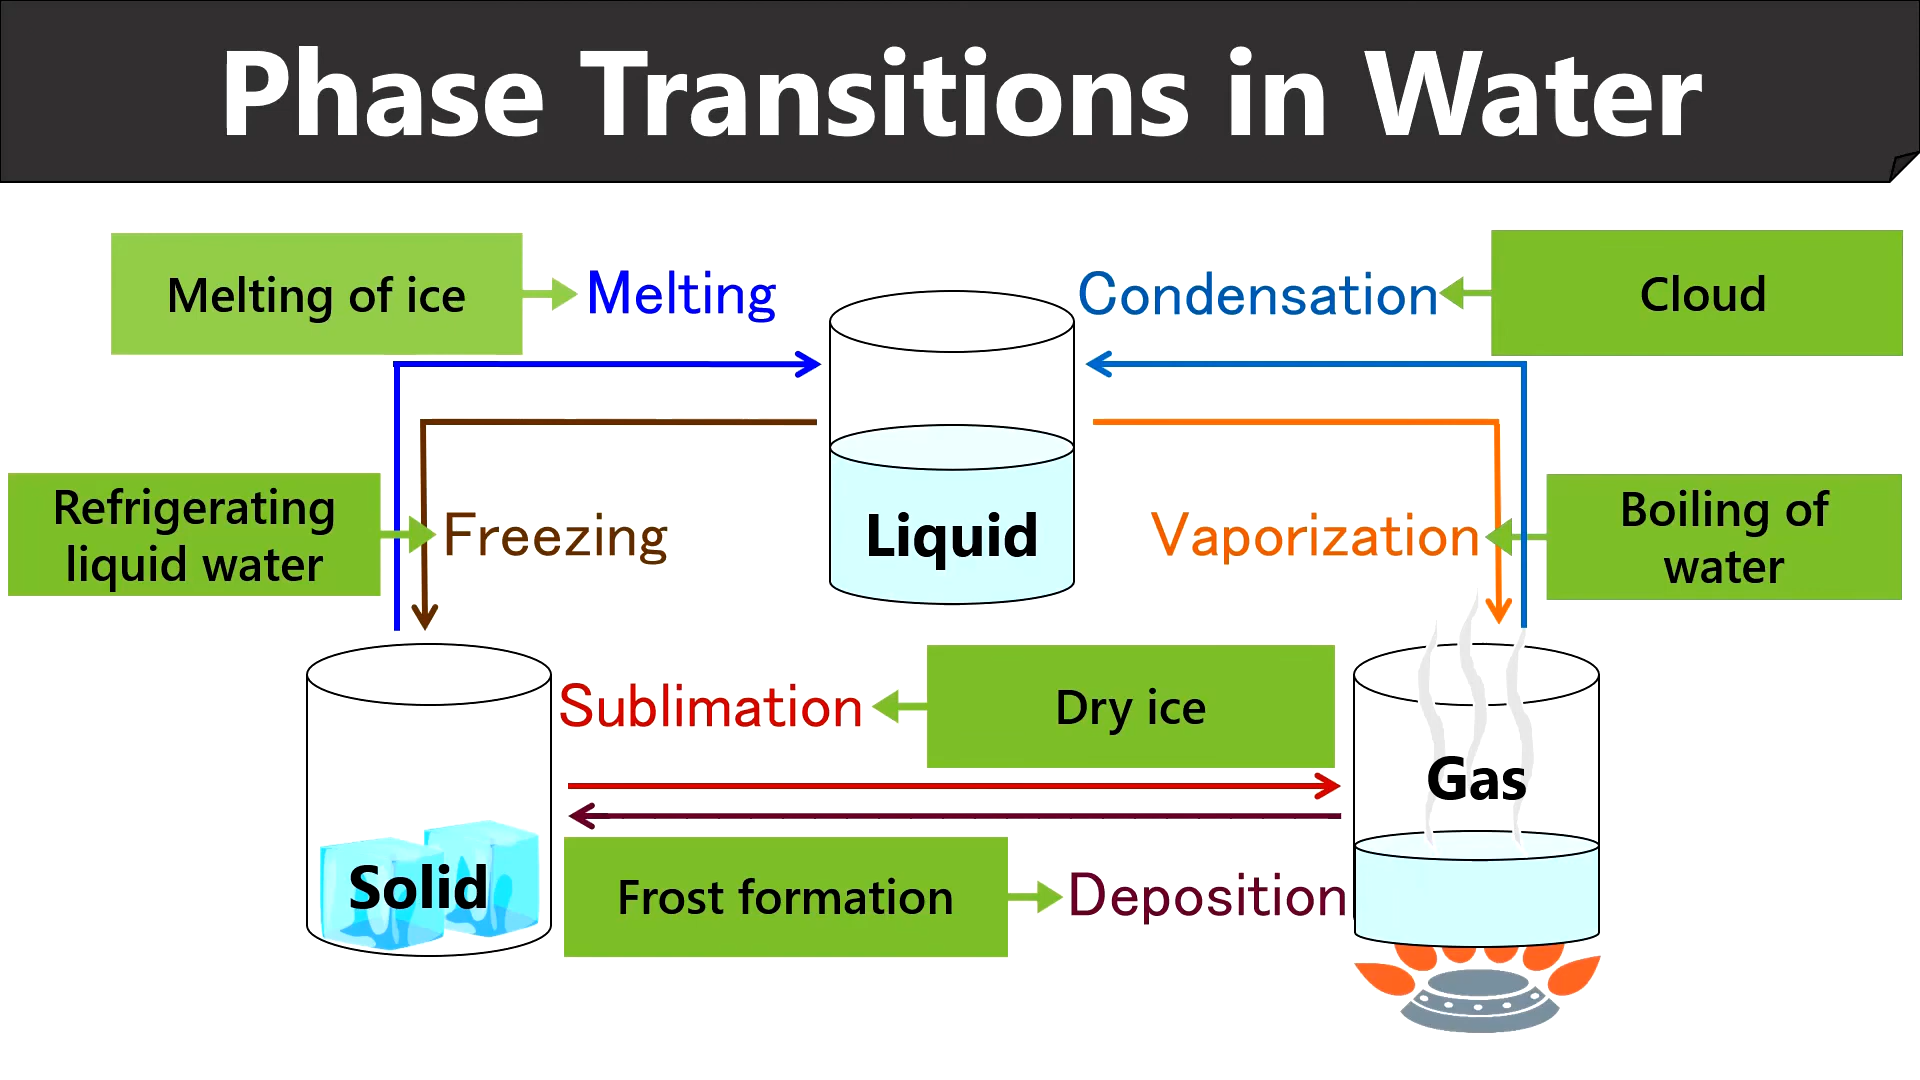 Phase Transitions in Water
Melting of ice
Melting
Condensation
Cloud
Refrigerating
liquid water
Freezing
Liquid
Vaporization
Boiling of
water
Sublimation
Dry ice
Gas
Solid
Frost formation
Deposition